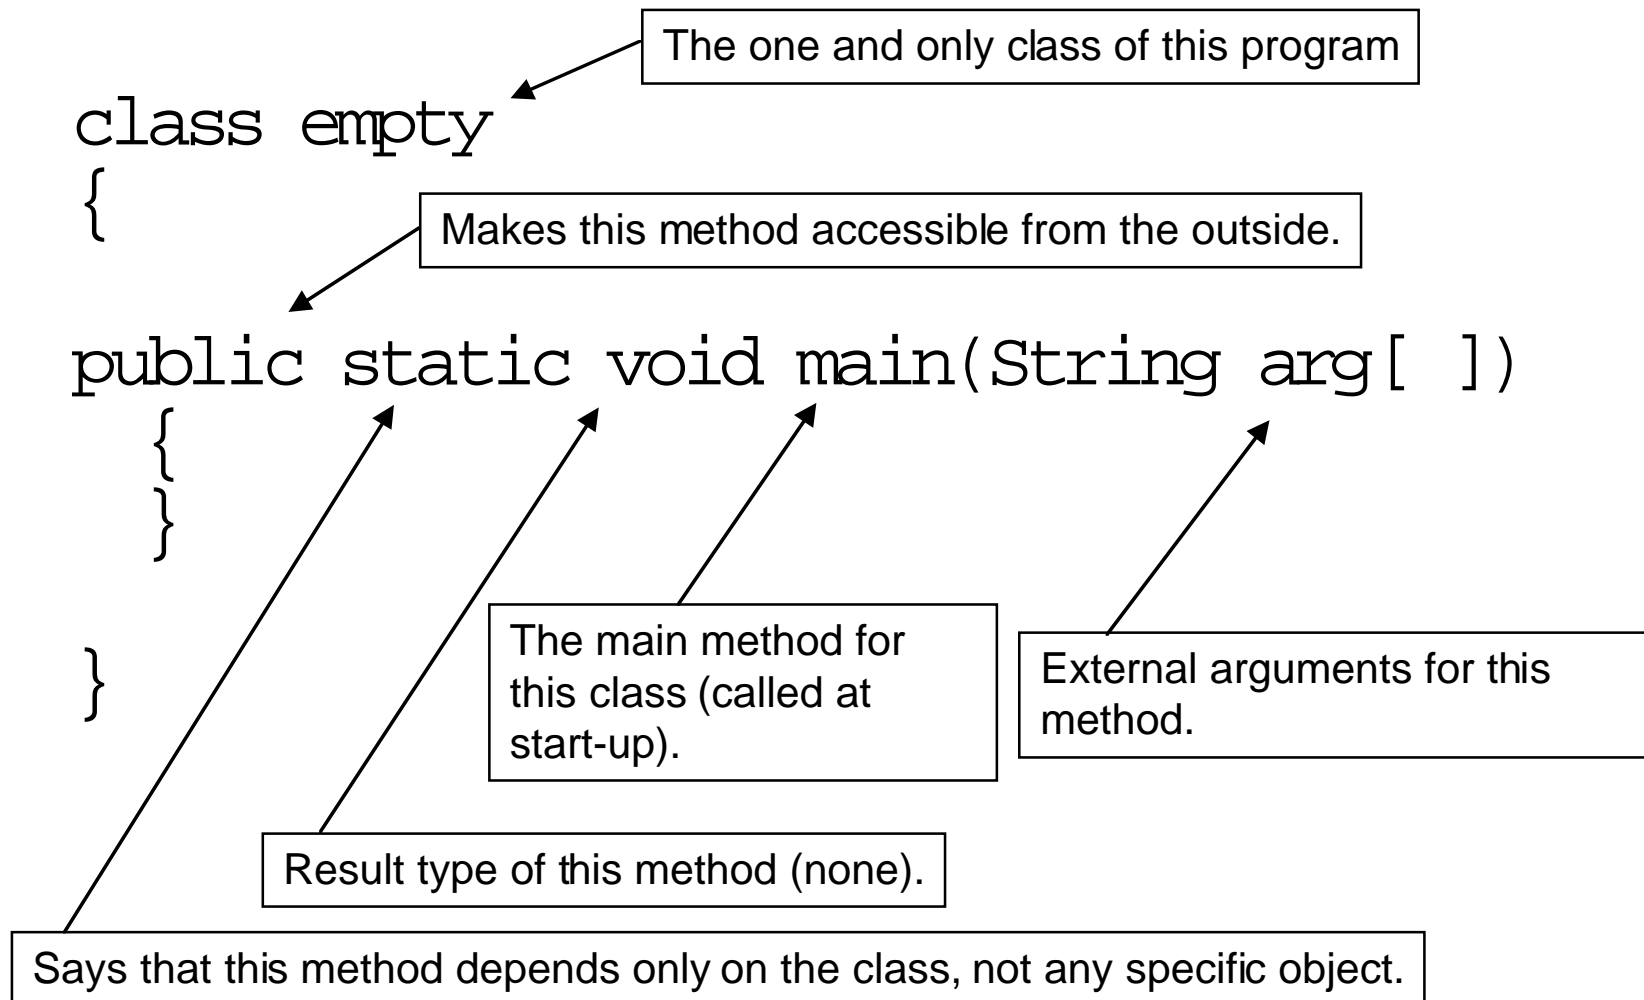 The one and only class of this program
class empty
{
Makes this method accessible from the outside.
public static void main(String arg[ ])
{
}
The main method for
this class (called at
start-up).
External arguments for this
method.
}
Result type of this method (none).
Says that this method depends only on the class, not any specific object.